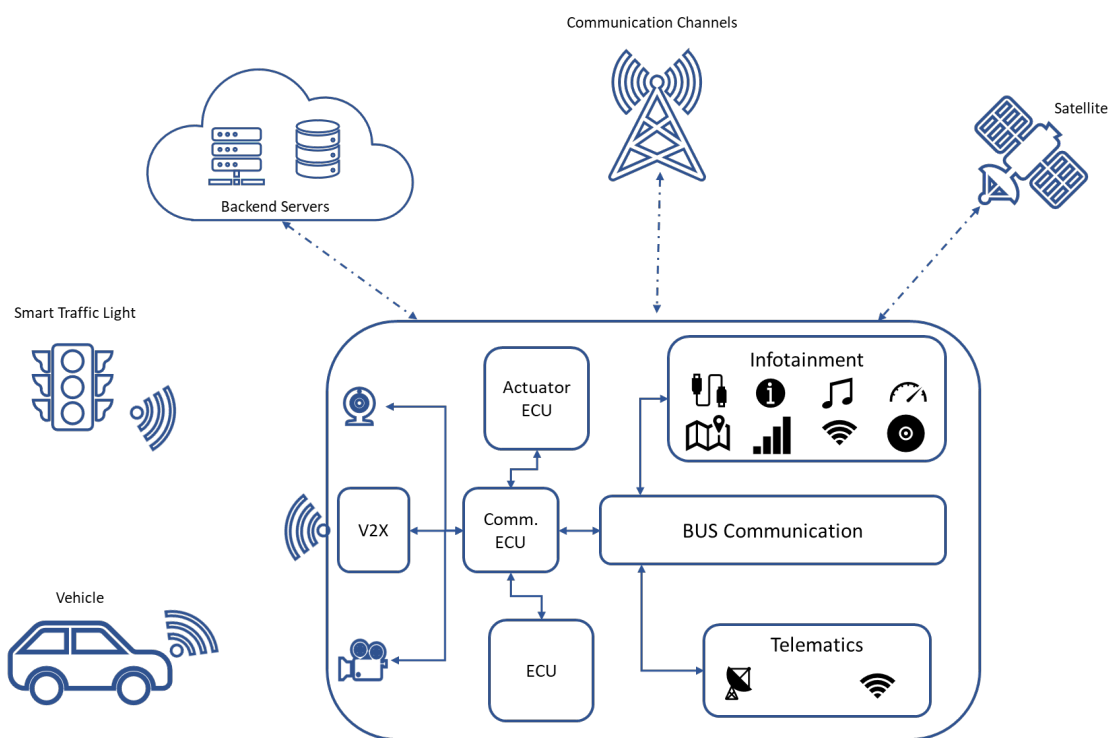 Communication Channels
Satellite
Backend Servers
Smart Traffic Light
Infotainment
Actuator
ECU
V2X
Comm.
ECU
BUS Communication
Vehicle
Telematics
ECU